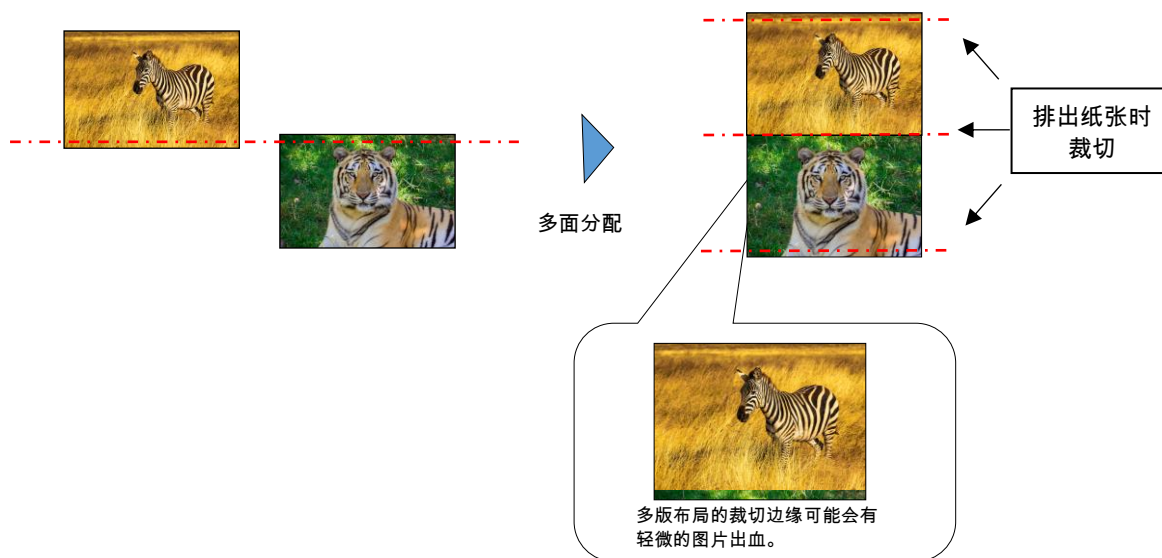 排出纸张时
裁切
多面分配
多版布局的裁切边缘可能会有
轻微的图片出血。